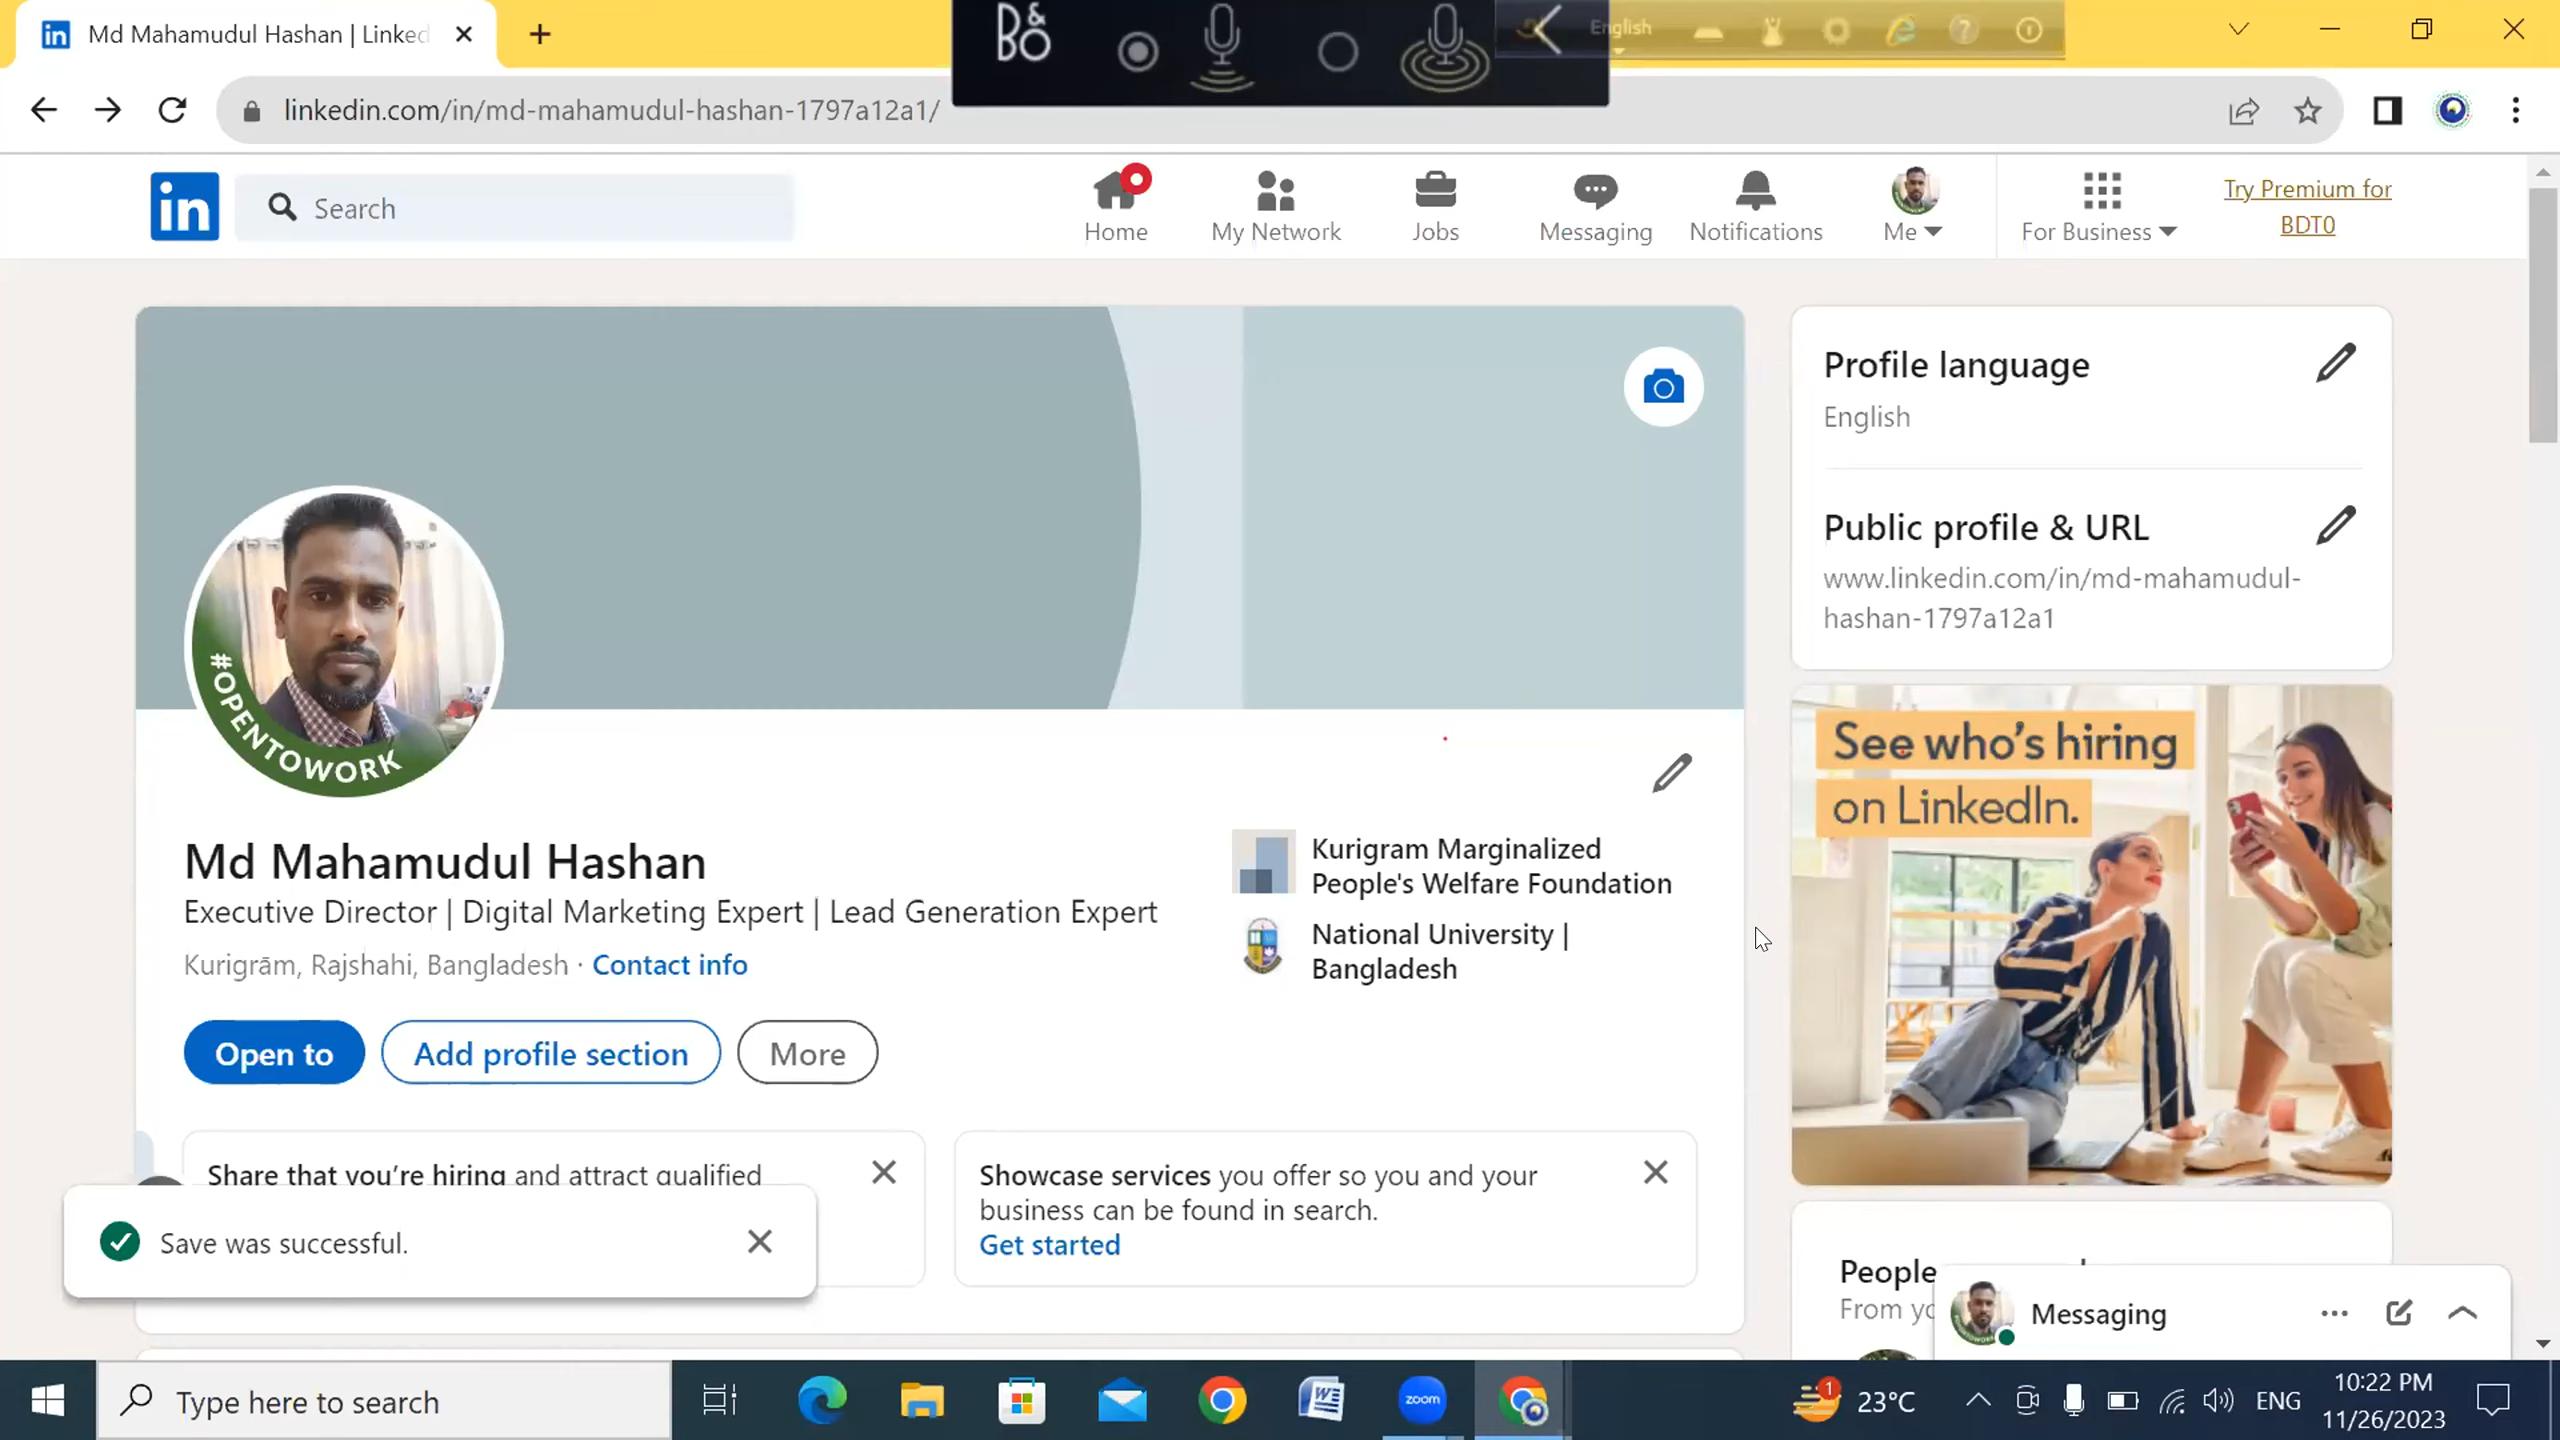 Md Mahamudul Hashan | Linked
B&O
English
linkedin.com/in/md-mahamudul-hashan-1797a12a1/
in
Search
Home
My Network
Jobs
Messaging
Notifications
Me
For Business
Try Premium for
BDT0
#OPENTOWORK
Md Mahamudul Hashan
Executive Director | Digital Marketing Expert | Lead Generation Expert
Kurigrām, Rajshahi, Bangladesh · Contact info
Kurigram Marginalized
People's Welfare Foundation
National University |
Bangladesh
Open to
Add profile section
More
Share that you’re hiring and attract qualified
Showcase services you offer so you and your
business can be found in search.
Get started
Save was successful.
Profile language
English
Public profile & URL
www.linkedin.com/in/md-mahamudul-
hashan-1797a12a1
See who’s hiring
on LinkedIn.
People
From yo
Messaging
Type here to search
zoom
1
23°C
ENG
10:22 PM
11/26/2023